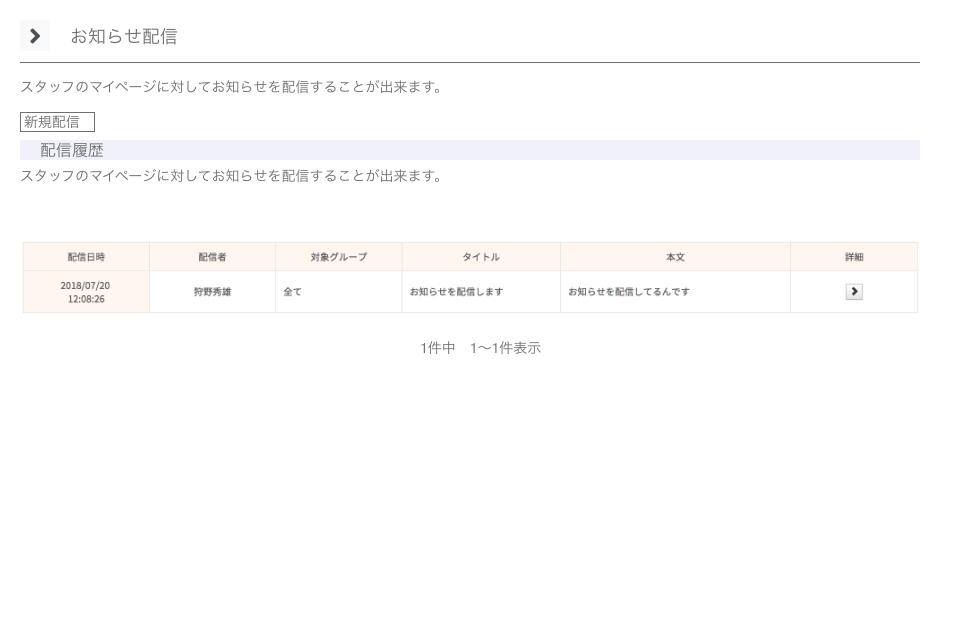 お知らせ配信
スタッフのマイページに対してお知らせを配信することが出来ます。
新規配信
配信履歴
スタッフのマイページに対してお知らせを配信することが出来ます。
配信日時 配信者 対象グループ タイトル 本文 詳細
2018/07/20
12:08:26 狩野秀雄 全て お知らせを配信します お知らせを配信してるんです
1件中 1〜1件表示